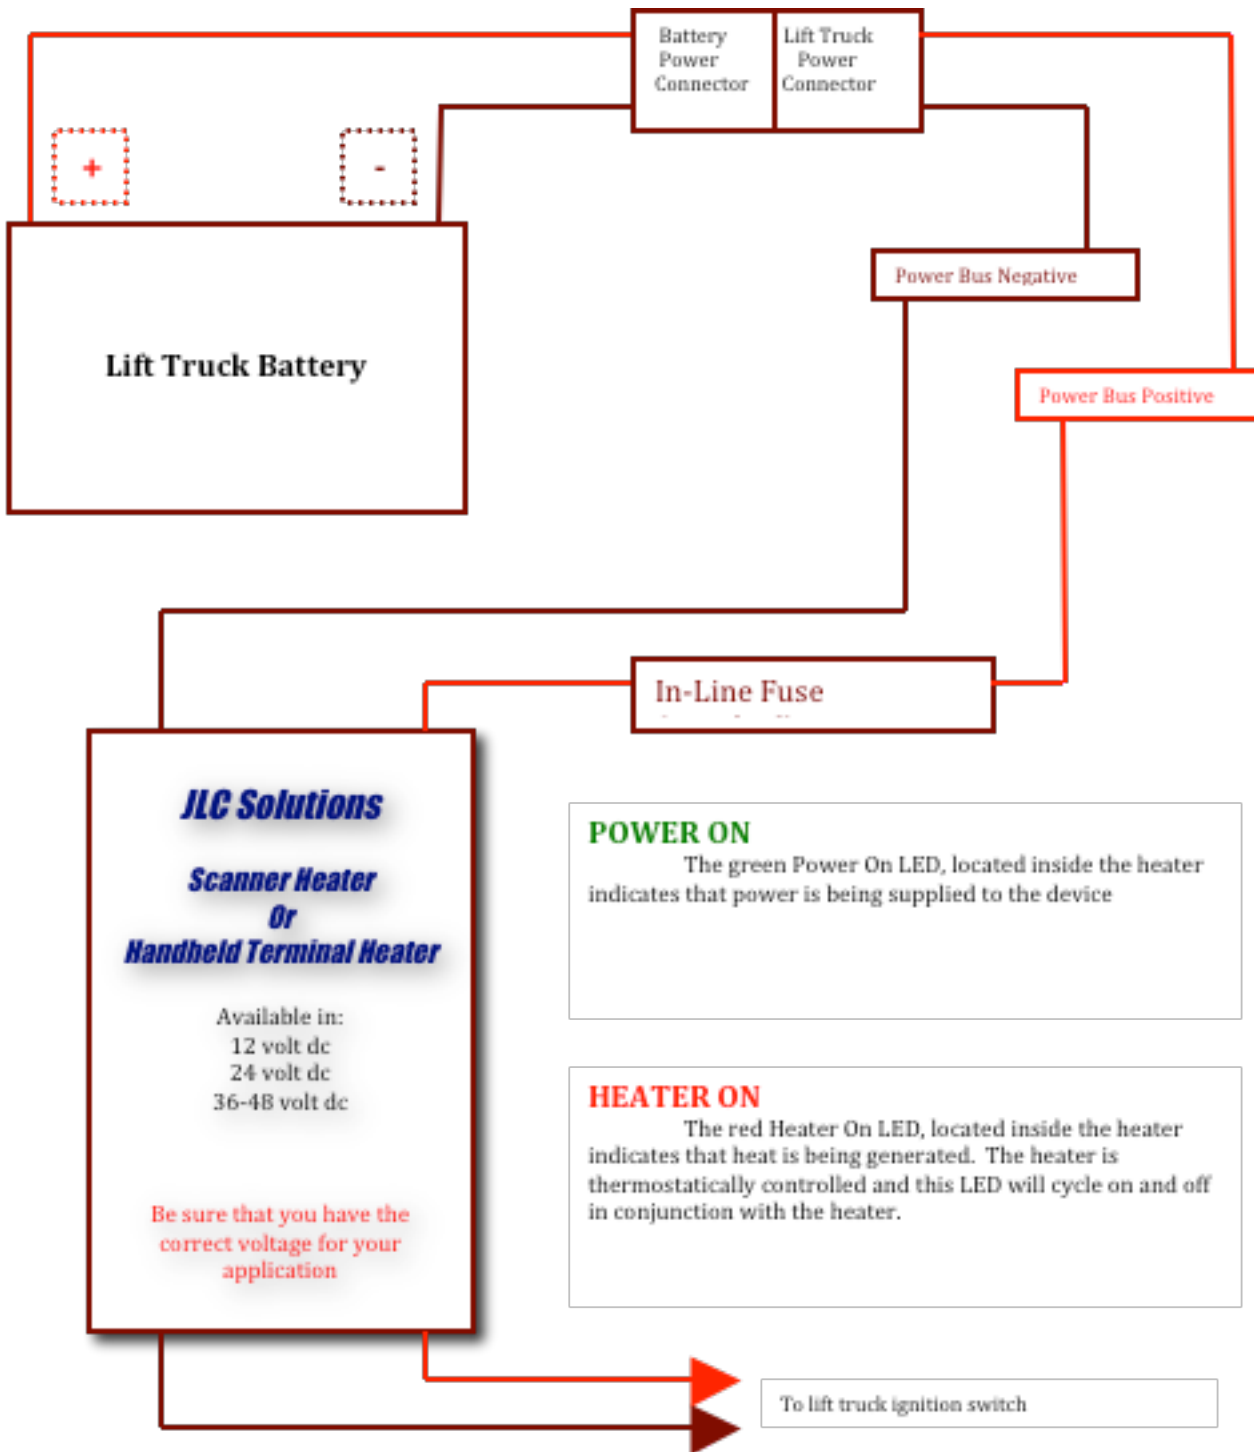 Battery
Power
Connector
Lift Truck
Power
Connector
+
-
Power Bus Negative
Lift Truck Battery
Power Bus Positive
In-Line Fuse
JLC Solutions
Scanner Heater
Or
Handheld Terminal Heater
Available in:
12 volt dc
24 volt dc
36-48 volt dc
Be sure that you have the
correct voltage for your
application
POWER ON
The green Power On LED, located inside the heater
indicates that power is being supplied to the device
HEATER ON
The red Heater On LED, located inside the heater
indicates that heat is being generated.  The heater is
thermostatically controlled and this LED will cycle on and off
in conjunction with the heater.
To lift truck ignition switch